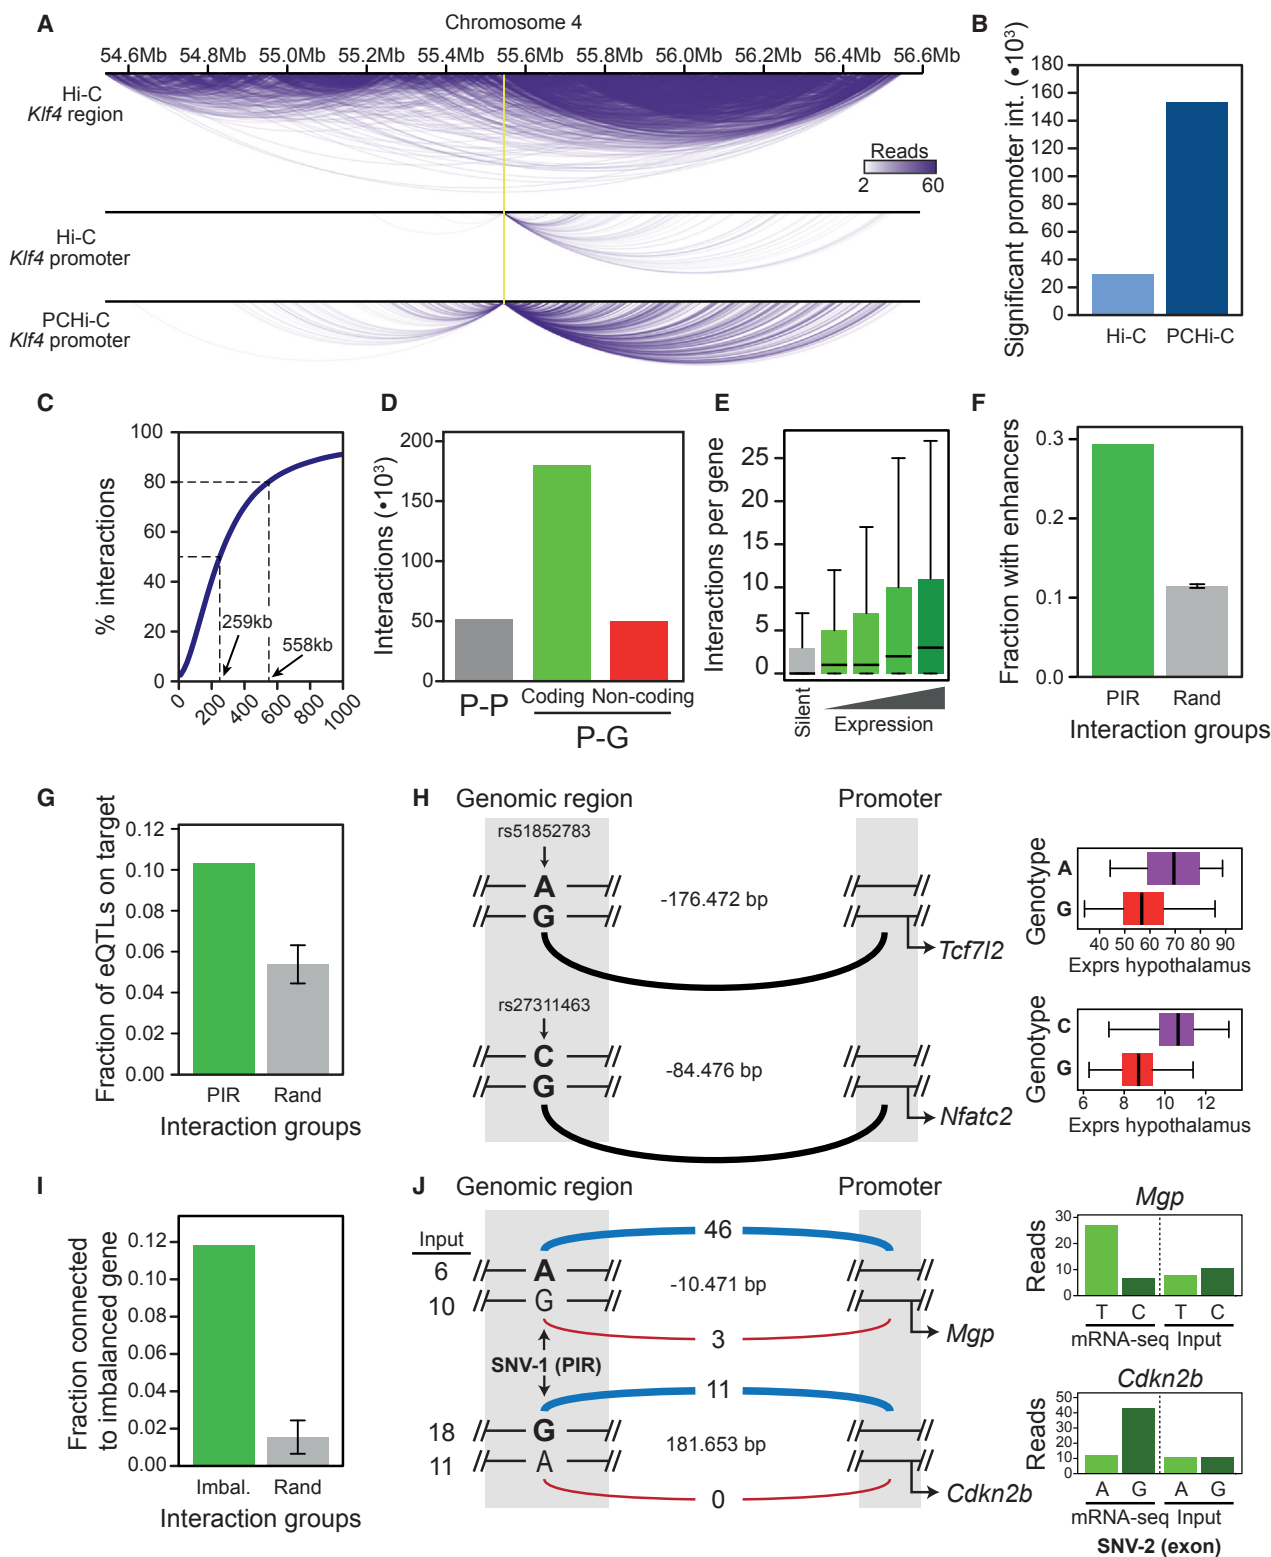 A
Chromosome 4
54.6Mb 54.8Mb 55.0Mb 55.2Mb 55.4Mb 55.6Mb 55.8Mb 56.0Mb 56.2Mb 56.4Mb 56.6Mb
Hi-C
Klf4 region
Reads
2 60
Hi-C
Klf4 promoter
PCHi-C
Klf4 promoter
B
Significant promoter int. (•10³)
180
160
140
120
100
80
60
40
20
0
Hi-C PCHi-C
C
% interactions
100
80
60
40
20
0
259kb
558kb
0 200 400 600 800 1000
D
Interactions (•10³)
200
150
100
50
0
P-P
Coding Non-coding
P-G
E
Interactions per gene
25
20
15
10
5
0
Silent
Expression
F
Fraction with enhancers
0.3
0.2
0.1
0.0
PIR Rand
Interaction groups
G
Fraction of eQTLs on target
0.12
0.10
0.08
0.06
0.04
0.02
0.00
PIR Rand
Interaction groups
H
Genomic region Promoter
rs51852783
A
G
-176.472 bp
Tcf7l2
rs27311463
C
G
-84.476 bp
Nfatc2
Genotype
A
G
40 50 60 70 80 90
Exprs hypothalamus
Genotype
C
G
6 8 10 12
Exprs hypothalamus
I
Fraction connected
to imbalanced gene
0.12
0.10
0.08
0.06
0.04
0.02
0.00
Imbal. Rand
Interaction groups
J
Genomic region Promoter
Input
46
6 A
-10.471 bp
10 G
Mgp
3
SNV-1 (PIR)
11
18 G
181.653 bp
11 A
Cdkn2b
0
Mgp
Reads
30
20
10
0
T C T C
mRNA-seq Input
Cdkn2b
Reads
50
40
30
20
10
0
A G A G
mRNA-seq Input
SNV-2 (exon)